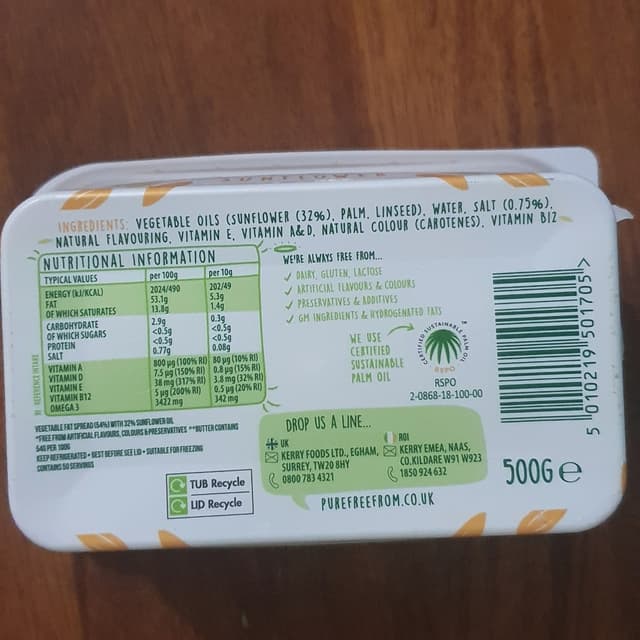 INGREDIENTS: VEGETABLE OILS (SUNFLOWER (32%), PALM, LINSEED), WATER, SALT (0.75%),
NATURAL FLAVOURING, VITAMIN E, VITAMIN A&D, NATURAL COLOUR (CAROTENES), VITAMIN B12
NUTRITIONAL INFORMATION
TYPICAL VALUES per 100g per 10g
ENERGY (kJ/KCAL) 2024/490 202/49
FAT 53.1g 5.3g
OF WHICH SATURATES 13.8g 1.4g
CARBOHYDRATE 2.9g 0.3g
OF WHICH SUGARS <0.5g <0.5g
PROTEIN <0.5g <0.5g
SALT 0.77g 0.08g
VITAMIN A 800 µg (100% RI) 80 µg (10% RI)
VITAMIN D 7.5 µg (150% RI) 0.8 µg (15% RI)
VITAMIN E 38 mg (317% RI) 3.8 mg (32% RI)
VITAMIN B12 5 µg (200% RI) 0.5 µg (20% RI)
OMEGA 3 3422 mg 342 mg
RI REFERENCE INTAKE
VEGETABLE FAT SPREAD (54%) WITH 32% SUNFLOWER OIL
*FREE FROM ARTIFICIAL FLAVOURS, COLOURS & PRESERVATIVES **BUTTER CONTAINS
54G PER 100G
KEEP REFRIGERATED • BEST BEFORE SEE LID • SUITABLE FOR FREEZING
CONTAINS 50 SERVINGS
TUB Recycle
LID Recycle
WE'RE ALWAYS FREE FROM...
✓ DAIRY, GLUTEN, LACTOSE
✓ ARTIFICIAL FLAVOURS & COLOURS
✓ PRESERVATIVES & ADDITIVES
✓ GM INGREDIENTS & HYDROGENATED FATS
WE USE
CERTIFIED
SUSTAINABLE
PALM OIL
CERTIFIED SUSTAINABLE PALM OIL
RSPO
RSPO
2-0868-18-100-00
DROP US A LINE...
UK
KERRY FOODS LTD., EGHAM,
SURREY, TW20 8HY
0800 783 4321
ROI
KERRY EMEA, NAAS,
CO. KILDARE W91 W923
1850 924 632
PUREFREEFROM.CO.UK
5 010219 501705 >
500G e